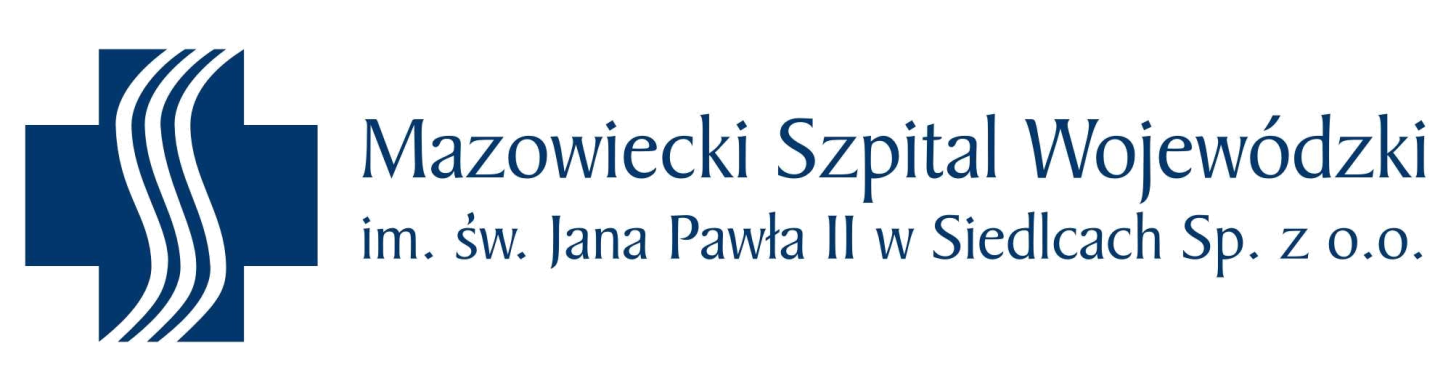 Mazowiecki Szpital Wojewódzki
im. św. Jana Pawła II w Siedlcach Sp. z o.o.